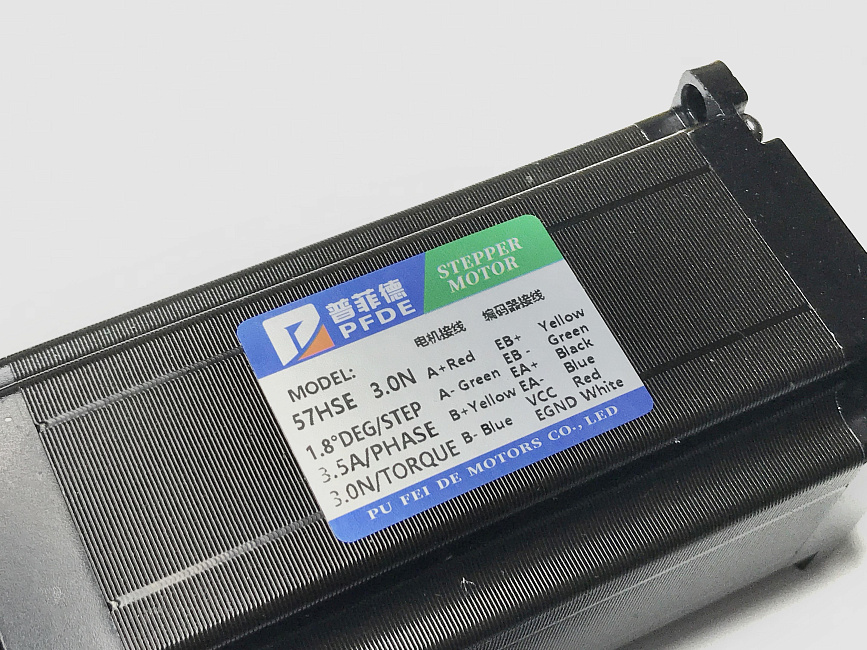 普菲德
PFDE
STEPPER
MOTOR
MODEL:
57HSE 3.0N
1.8°DEG/STEP
3.5A/PHASE
3.0N/TORQUE
电机接线
A+Red
A- Green
B+Yellow
B- Blue
编码器接线
EB+ Yellow
EB - Green
EA+ Black
EA- Blue
VCC Red
EGND White
PU FEI DE MOTORS CO., LED